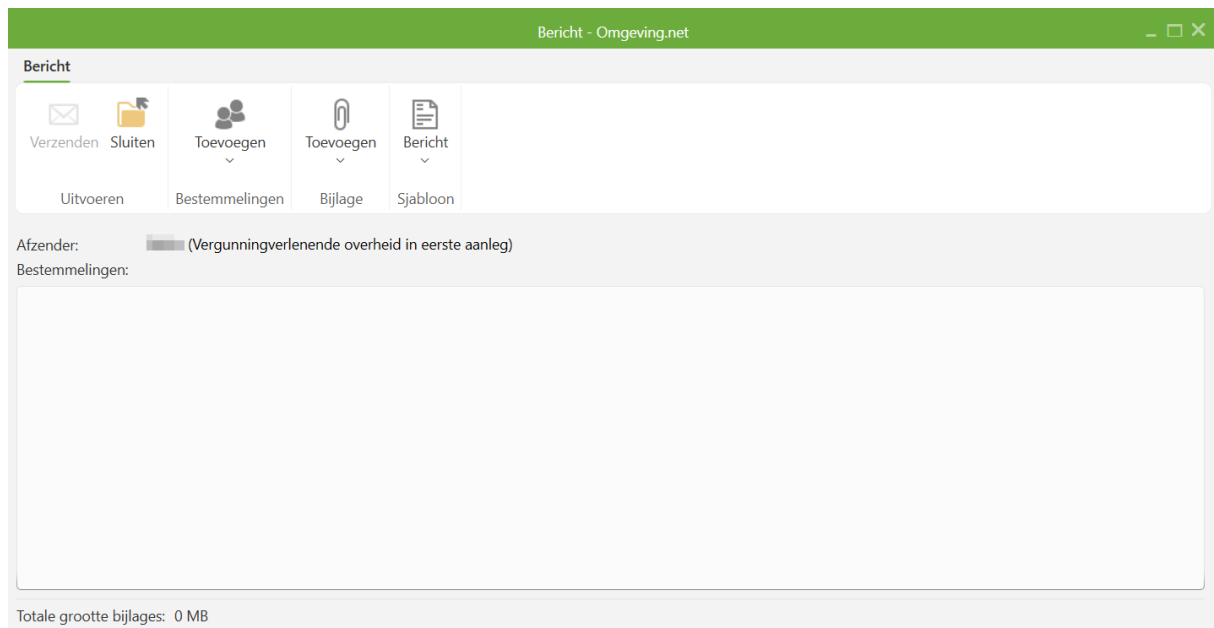 Bericht - Omgeving.net
Bericht
Verzenden Sluiten Toevoegen Toevoegen Bericht
Uitvoeren Bestemmelingen Bijlage Sjabloon
Afzender: (Vergunningverlenende overheid in eerste aanleg)
Bestemmelingen:
Totale grootte bijlages: 0 MB